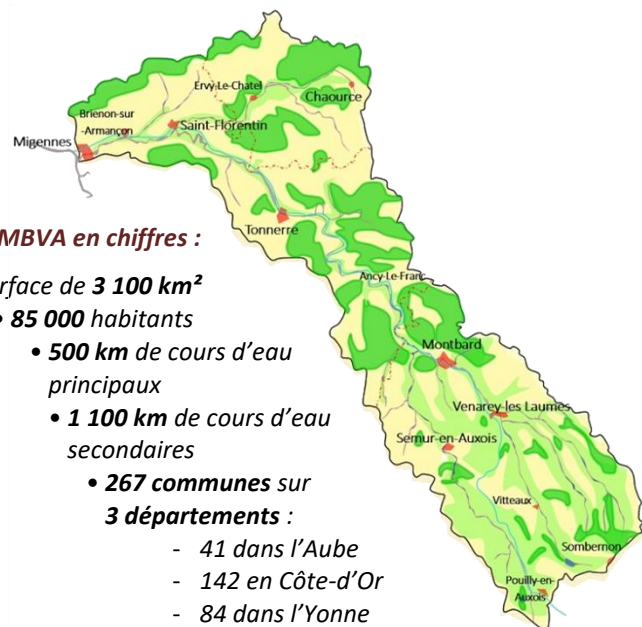 Ervy-Le-Chatel
Chaource
Brienon-sur
-Armançon
Saint-Florentin
Migennes
Tonnerre
MBVA en chiffres :
rface de 3 100 km²
• 85 000 habitants
Ancy-Le-Franc
• 500 km de cours d’eau
principaux
Montbard
• 1 100 km de cours d’eau
secondaires
Venarey-les Laumes
Semur-en-Auxois
• 267 communes sur
3 départements :
Vitteaux
- 41 dans l’Aube
Sombernon
- 142 en Côte-d’Or
Pouilly-en-
Auxois
- 84 dans l’Yonne